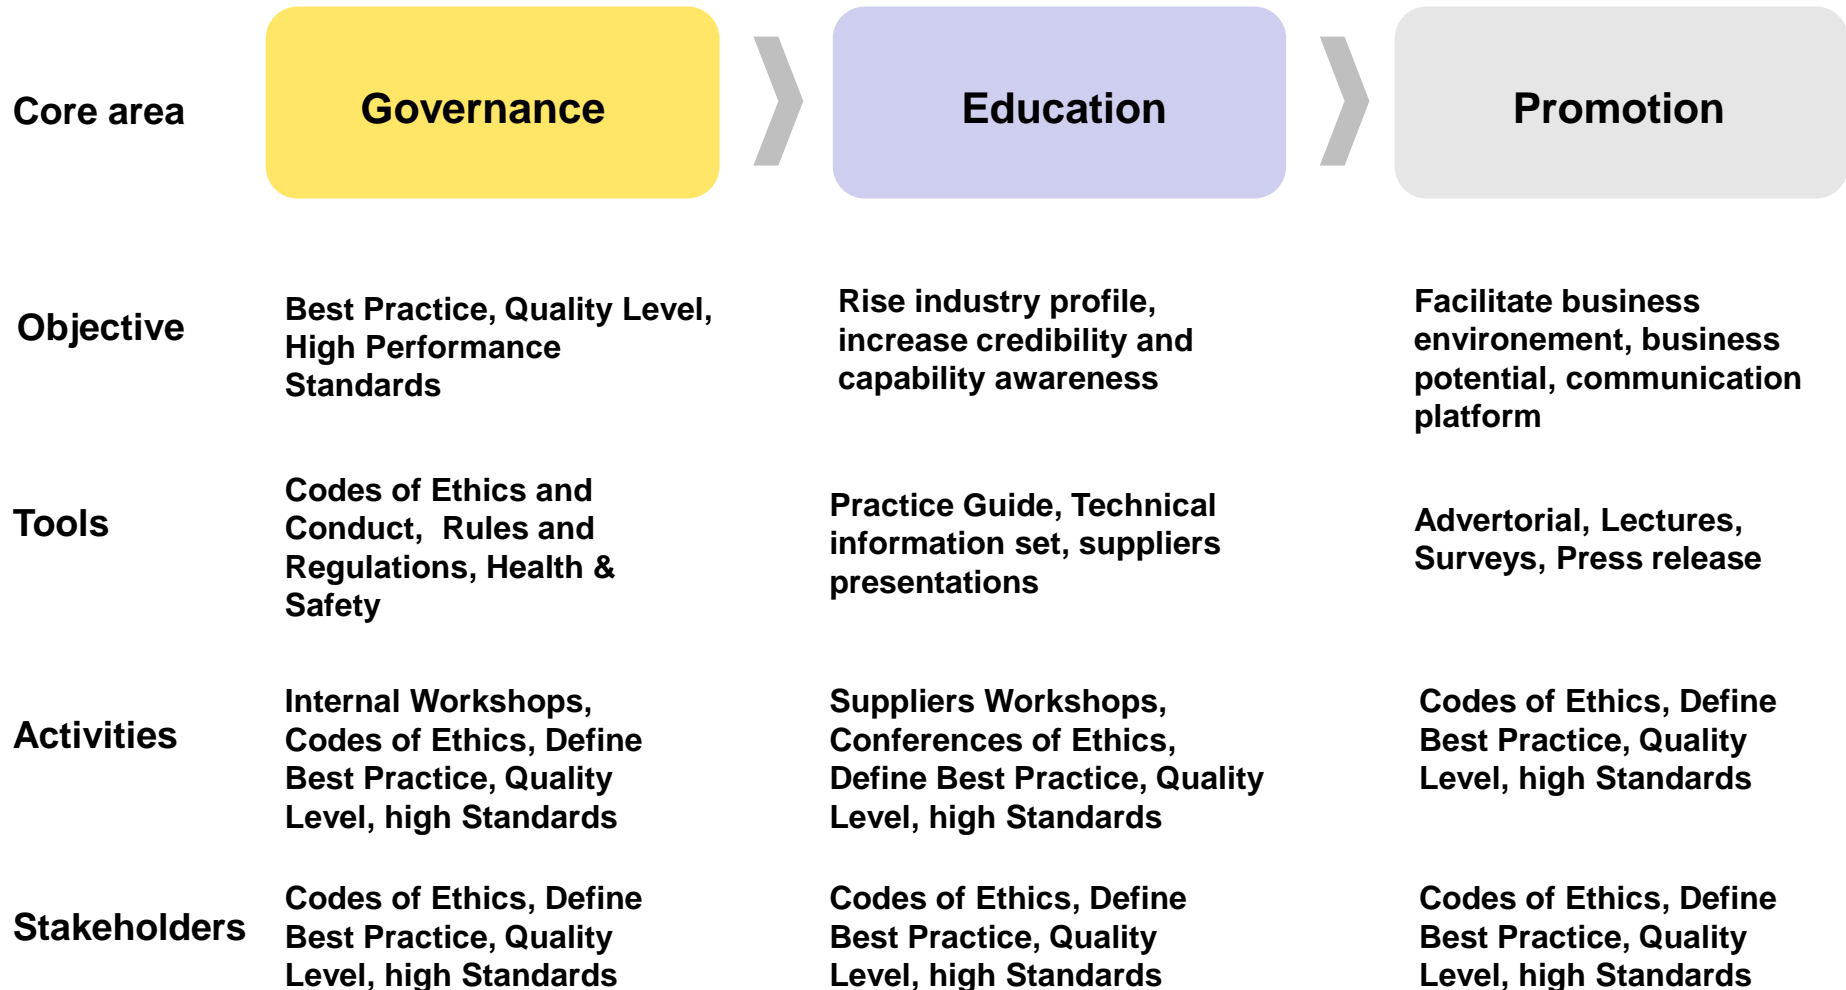 Core area
Governance
Education
Promotion
Objective
Best Practice, Quality Level,
High Performance
Standards
Rise industry profile,
increase credibility and
capability awareness
Facilitate business
environement, business
potential, communication
platform
Tools
Codes of Ethics and
Conduct,  Rules and
Regulations, Health &
Safety
Practice Guide, Technical
information set, suppliers
presentations
Advertorial, Lectures,
Surveys, Press release
Activities
Internal Workshops,
Codes of Ethics, Define
Best Practice, Quality
Level, high Standards
Suppliers Workshops,
Conferences of Ethics,
Define Best Practice, Quality
Level, high Standards
Codes of Ethics, Define
Best Practice, Quality
Level, high Standards
Stakeholders
Codes of Ethics, Define
Best Practice, Quality
Level, high Standards
Codes of Ethics, Define
Best Practice, Quality
Level, high Standards
Codes of Ethics, Define
Best Practice, Quality
Level, high Standards